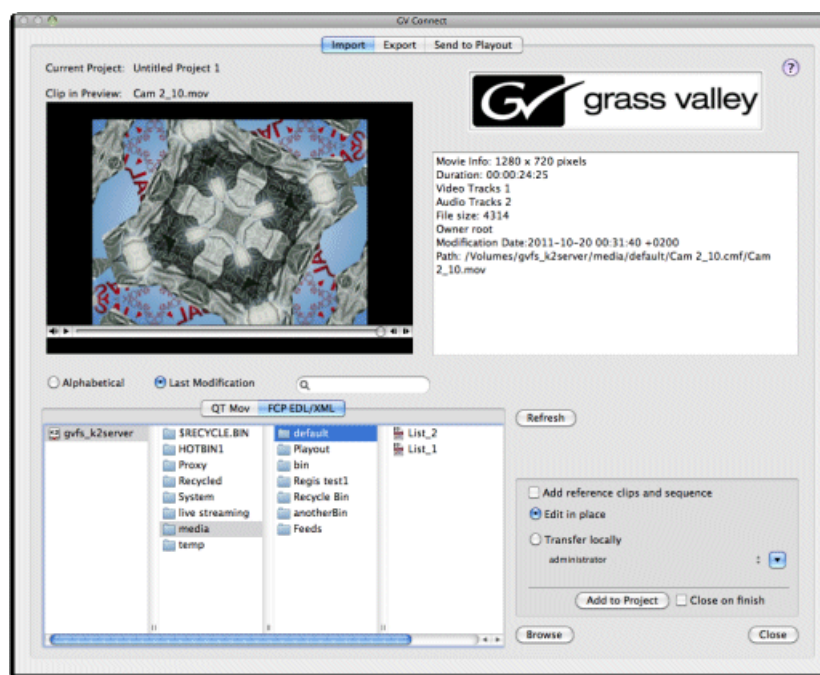 GV Connect
Import Export Send to Playout
Current Project: Untitled Project 1
?
Clip in Preview: Cam 2_10.mov
GV grass valley
Movie Info: 1280 x 720 pixels
Duration: 00:00:24:25
Video Tracks 1
Audio Tracks 2
File size: 4314
Owner root
Modification Date:2011-10-20 00:31:40 +0200
Path: /Volumes/gvfs_k2server/media/default/Cam 2_10.cmf/Cam
2_10.mov
Alphabetical Last Modification
QT Mov FCP EDL/XML
Refresh
gvfs_k2server
$RECYCLE.BIN
HOTBIN1
Proxy
Recycled
System
live streaming
media
temp
default
Playout
bin
Regis test1
Recycle Bin
anotherBin
Feeds
List_2
List_1
Add reference clips and sequence
Edit in place
Transfer locally
administrator
Add to Project Close on finish
Browse Close